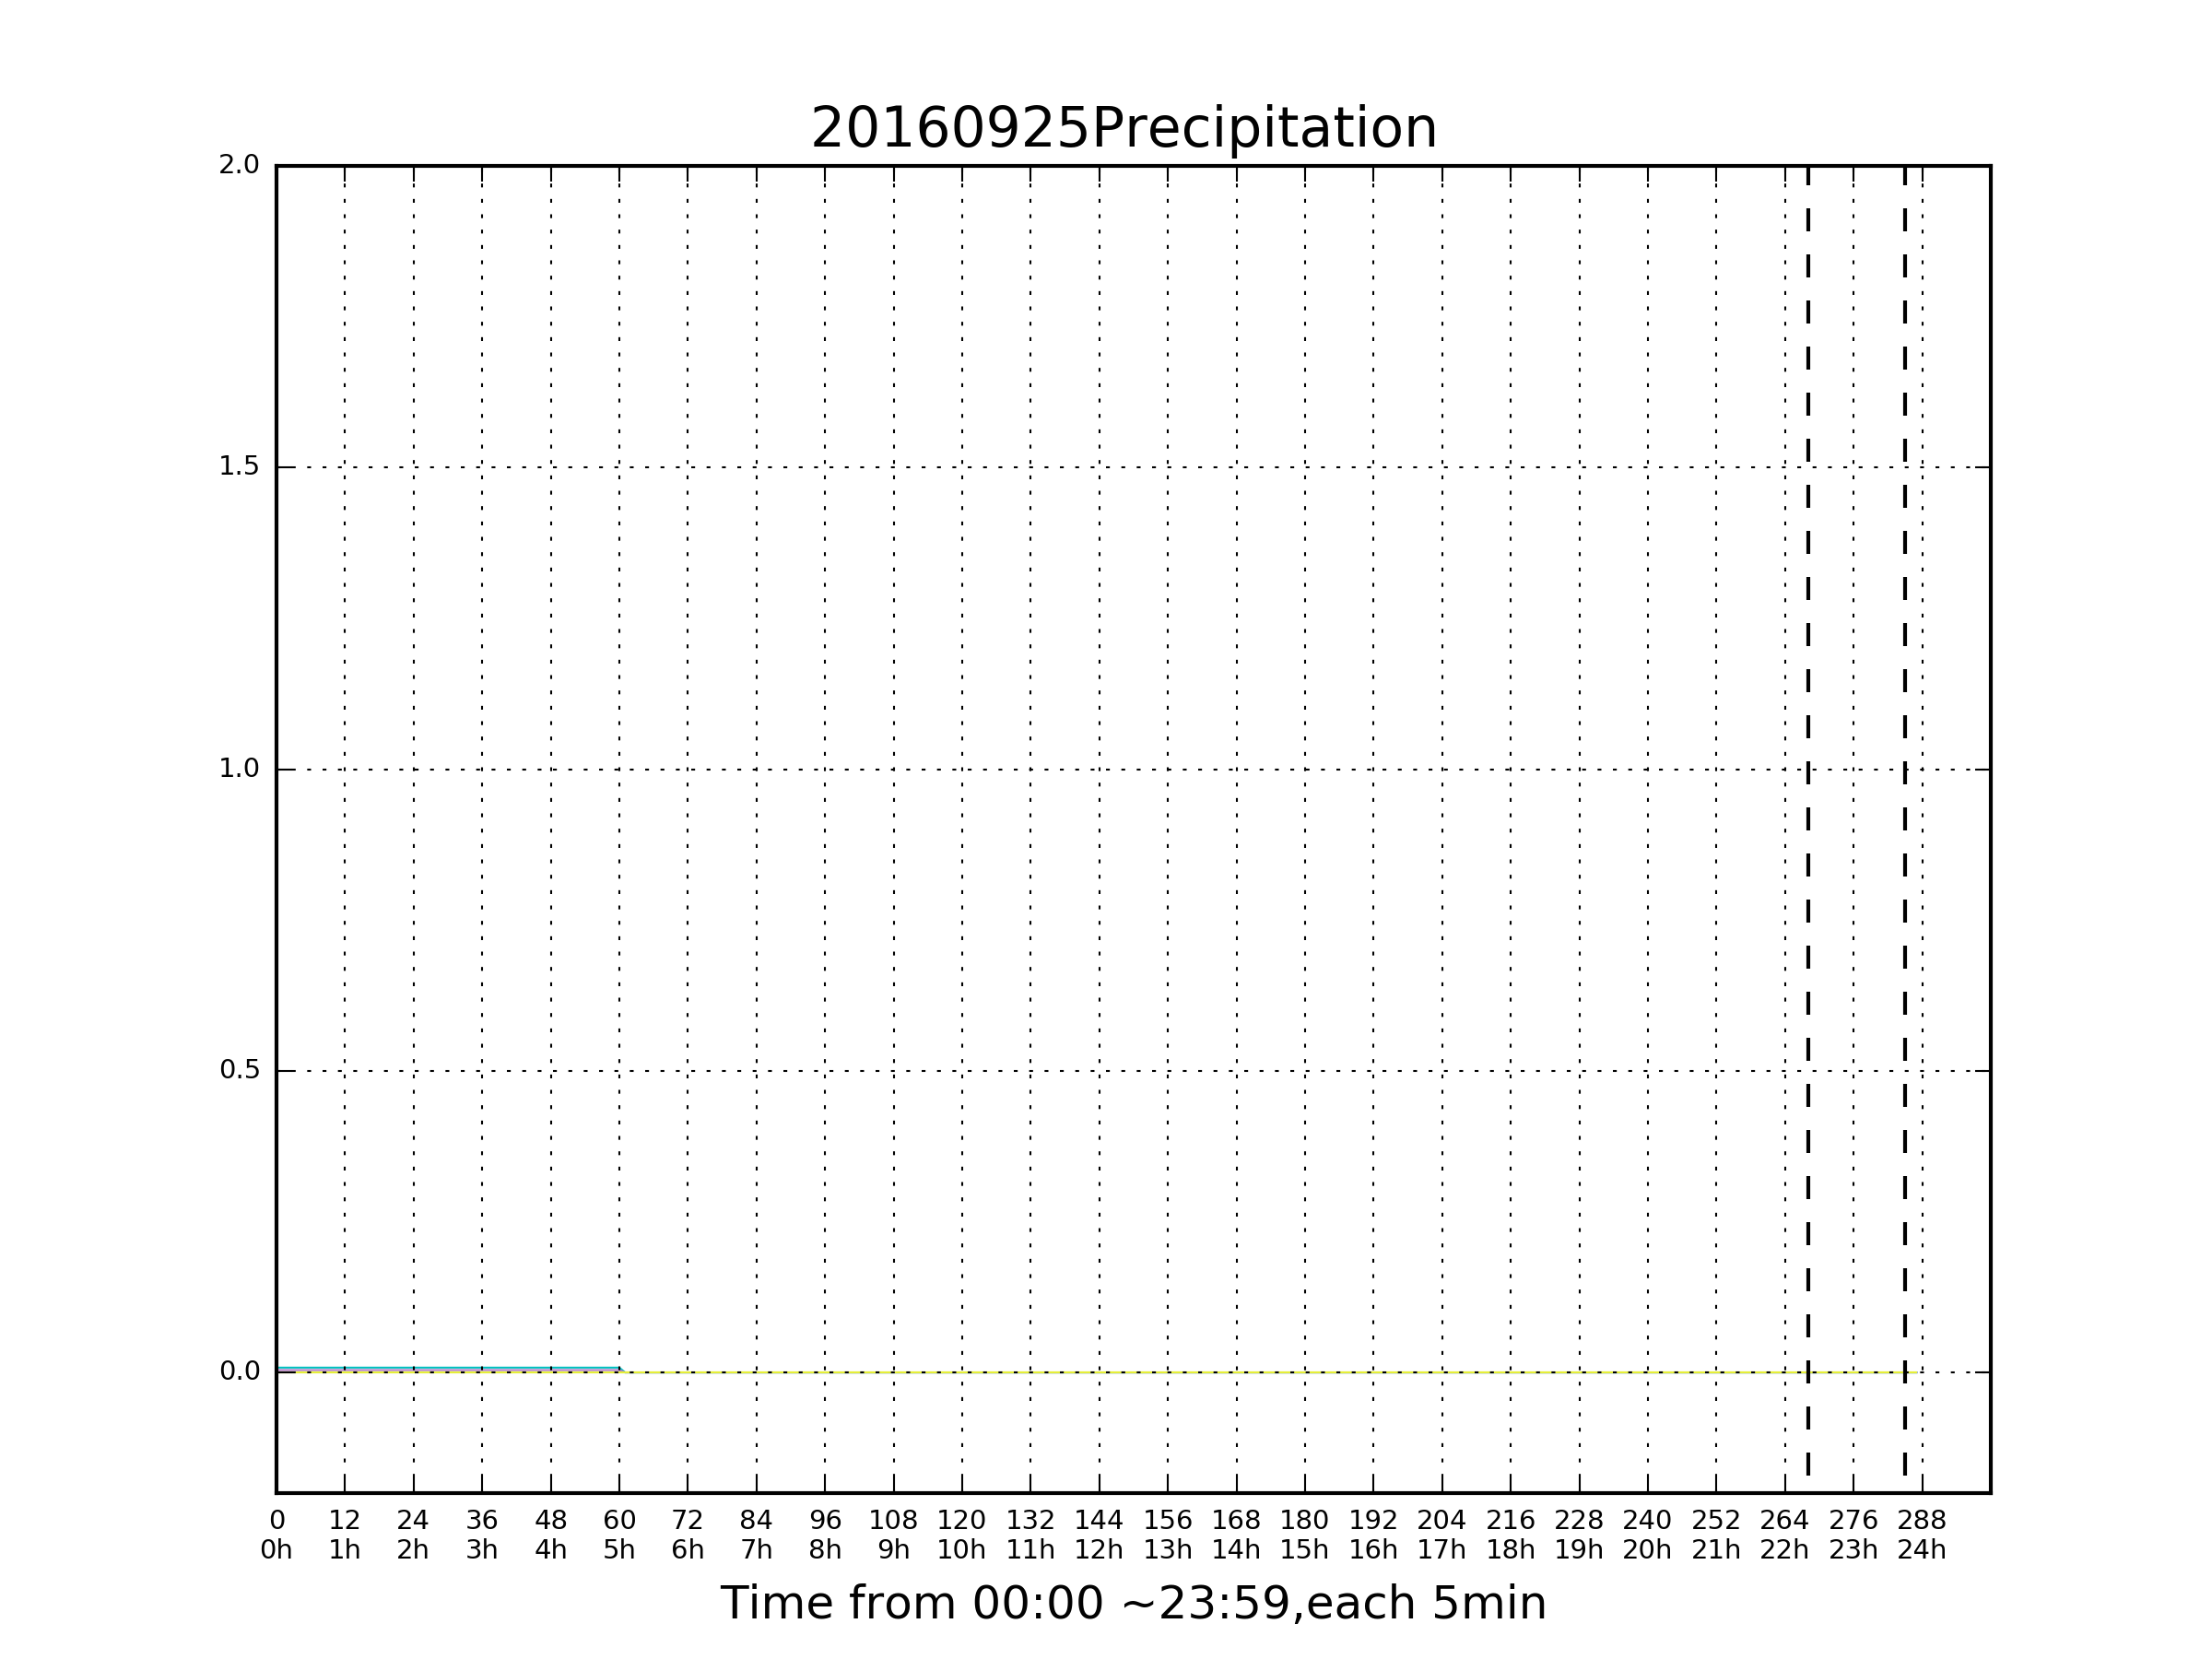 20160925Precipitation
2.0
1.5
1.0
0.5
0.0
0 12 24 36 48 60 72 84 96 108 120 132 144 156 168 180 192 204 216 228 240 252 264 276 288
0h 1h 2h 3h 4h 5h 6h 7h 8h 9h 10h 11h 12h 13h 14h 15h 16h 17h 18h 19h 20h 21h 22h 23h 24h
Time from 00:00 ~23:59,each 5min